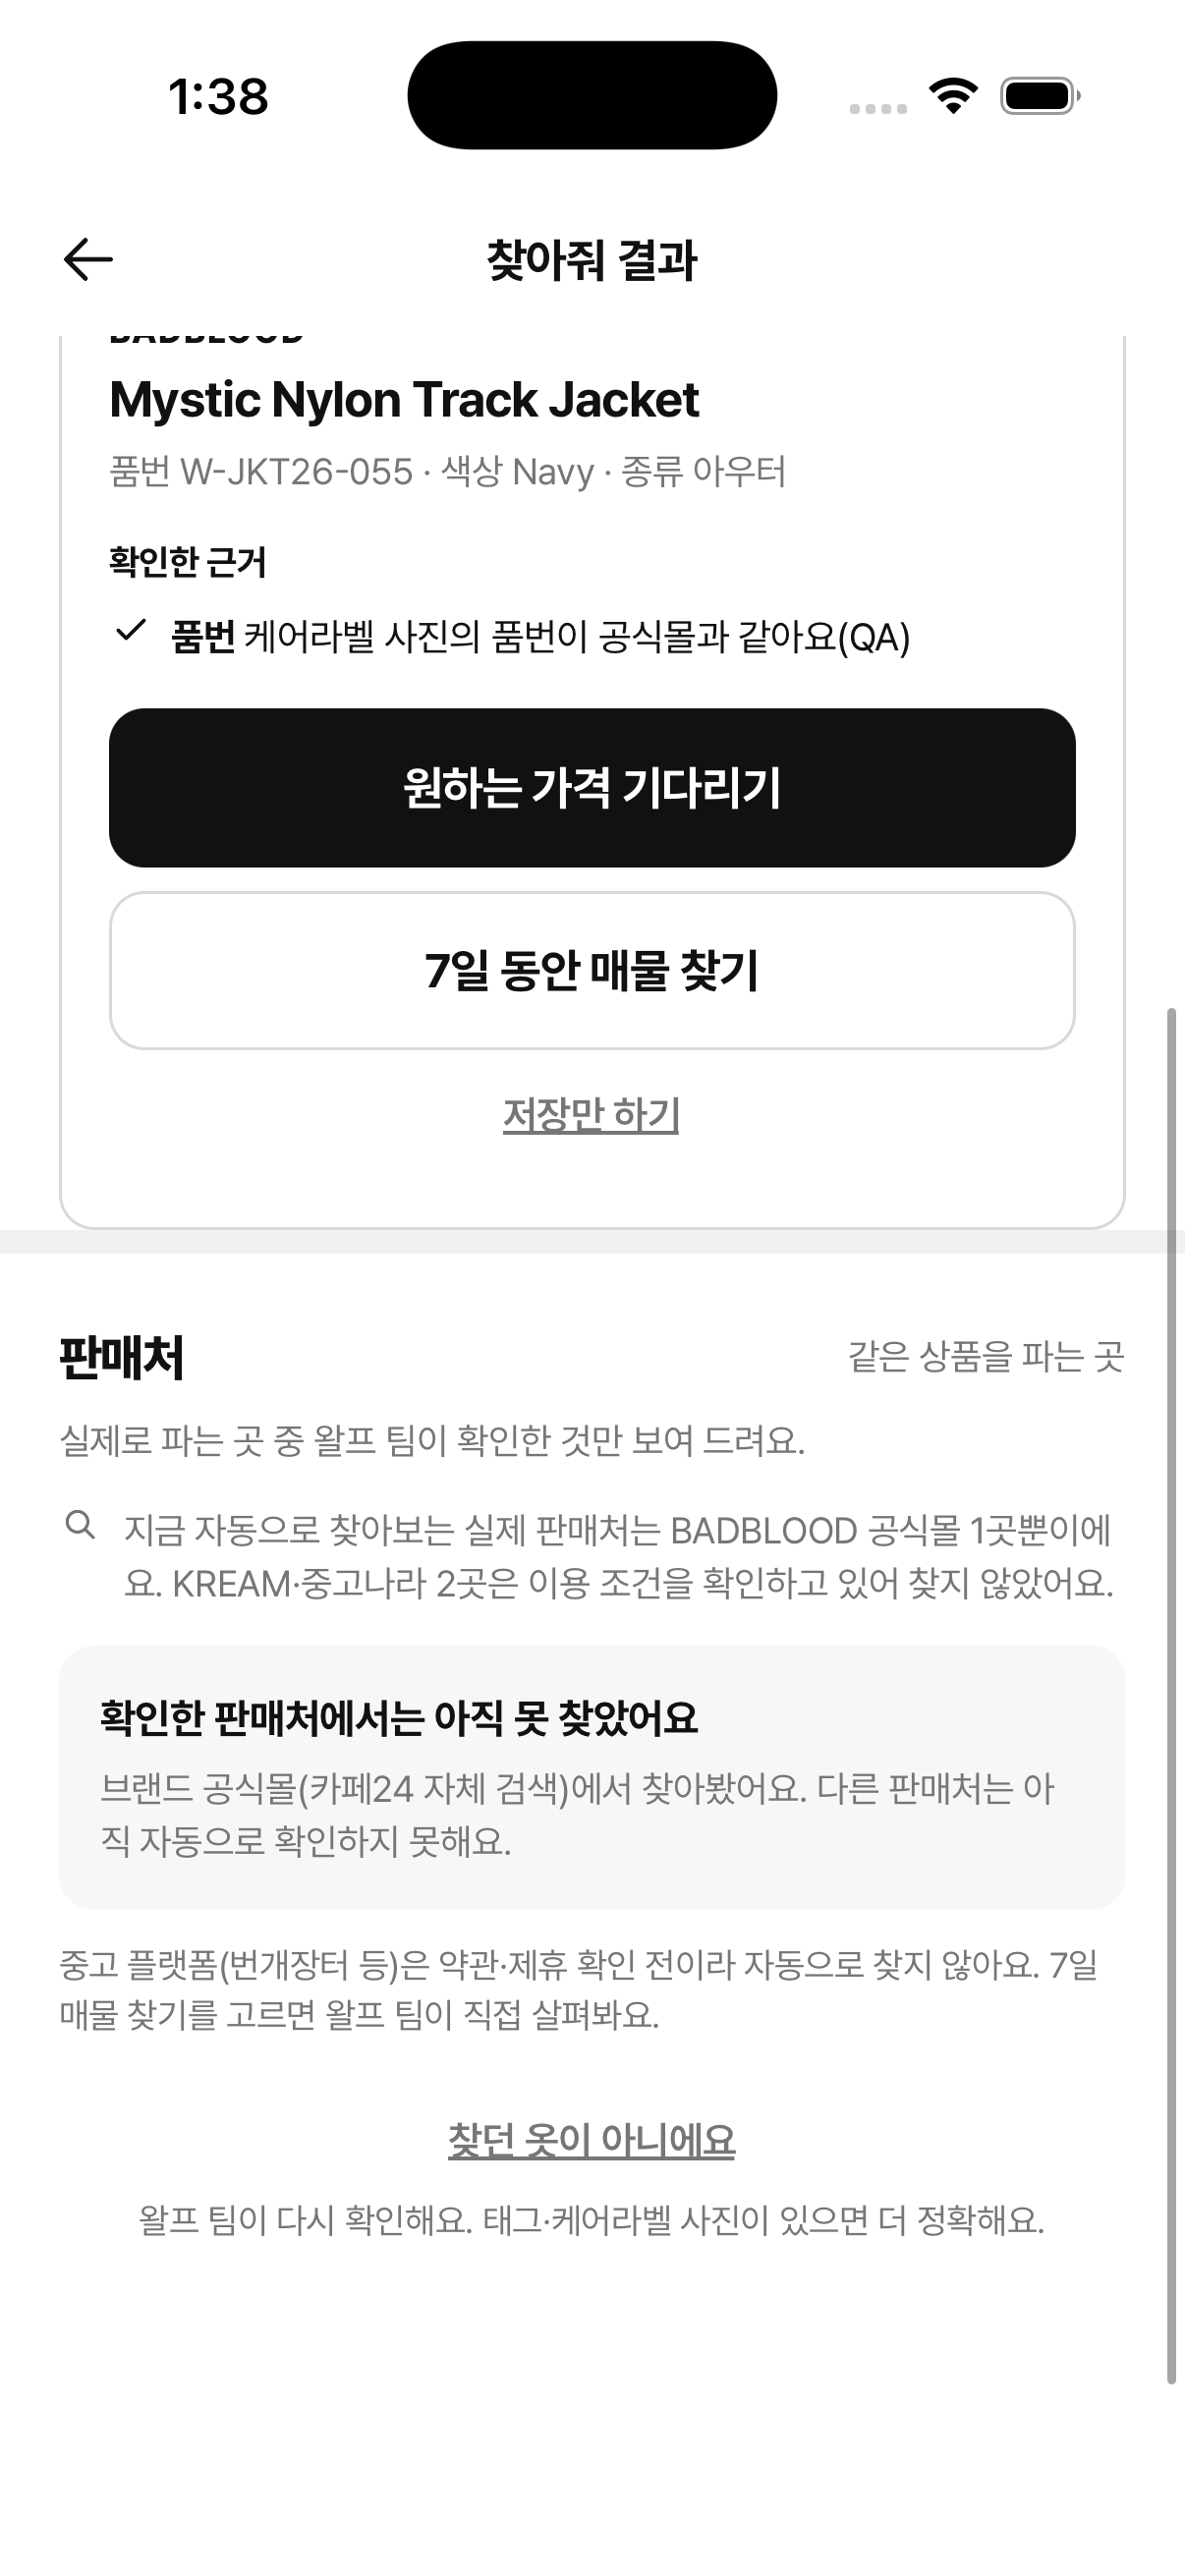 1:38
찾아줘 결과
BADBLOOD
Mystic Nylon Track Jacket
품번 W-JKT26-055 · 색상 Navy · 종류 아우터
확인한 근거
품번 케어라벨 사진의 품번이 공식몰과 같아요(QA)
원하는 가격 기다리기
7일 동안 매물 찾기
저장만 하기
판매처
같은 상품을 파는 곳
실제로 파는 곳 중 왈프 팀이 확인한 것만 보여 드려요.
지금 자동으로 찾아보는 실제 판매처는 BADBLOOD 공식몰 1곳뿐이에
요. KREAM·중고나라 2곳은 이용 조건을 확인하고 있어 찾지 않았어요.
확인한 판매처에서는 아직 못 찾았어요
브랜드 공식몰(카페24 자체 검색)에서 찾아봤어요. 다른 판매처는 아
직 자동으로 확인하지 못해요.
중고 플랫폼(번개장터 등)은 약관·제휴 확인 전이라 자동으로 찾지 않아요. 7일
매물 찾기를 고르면 왈프 팀이 직접 살펴봐요.
찾던 옷이 아니에요
왈프 팀이 다시 확인해요. 태그·케어라벨 사진이 있으면 더 정확해요.